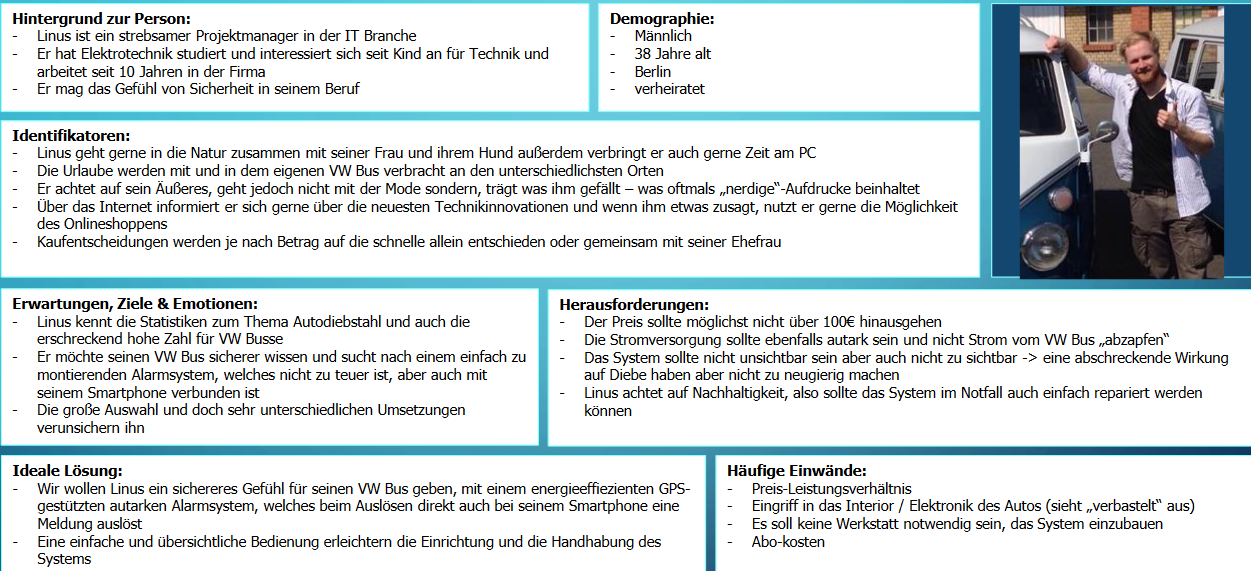 Hintergrund zur Person:
- Linus ist ein strebsamer Projektmanager in der IT Branche
- Er hat Elektrotechnik studiert und interessiert sich seit Kind an für Technik und
arbeitet seit 10 Jahren in der Firma
- Er mag das Gefühl von Sicherheit in seinem Beruf
Demographie:
- Männlich
- 38 Jahre alt
- Berlin
- verheiratet
Identifikatoren:
- Linus geht gerne in die Natur zusammen mit seiner Frau und ihrem Hund außerdem verbringt er auch gerne Zeit am PC
- Die Urlaube werden mit und in dem eigenen VW Bus verbracht an den unterschiedlichsten Orten
- Er achtet auf sein Äußeres, geht jedoch nicht mit der Mode sondern, trägt was ihm gefällt – was oftmals „nerdige“-Aufdrucke beinhaltet
- Über das Internet informiert er sich gerne über die neuesten Technikinnovationen und wenn ihm etwas zusagt, nutzt er gerne die Möglichkeit
des Onlineshoppens
- Kaufentscheidungen werden je nach Betrag auf die schnelle allein entschieden oder gemeinsam mit seiner Ehefrau
Erwartungen, Ziele & Emotionen:
- Linus kennt die Statistiken zum Thema Autodiebstahl und auch die
erschreckend hohe Zahl für VW Busse
- Er möchte seinen VW Bus sicherer wissen und sucht nach einem einfach zu
montierenden Alarmsystem, welches nicht zu teuer ist, aber auch mit
seinem Smartphone verbunden ist
- Die große Auswahl und doch sehr unterschiedlichen Umsetzungen
verunsichern ihn
Herausforderungen:
- Der Preis sollte möglichst nicht über 100€ hinausgehen
- Die Stromversorgung sollte ebenfalls autark sein und nicht Strom vom VW Bus „abzapfen“
- Das System sollte nicht unsichtbar sein aber auch nicht zu sichtbar -> eine abschreckende Wirkung
auf Diebe haben aber nicht zu neugierig machen
- Linus achtet auf Nachhaltigkeit, also sollte das System im Notfall auch einfach repariert werden
können
Ideale Lösung:
- Wir wollen Linus ein sichereres Gefühl für seinen VW Bus geben, mit einem energieeffiezienten GPS-
gestützten autarken Alarmsystem, welches beim Auslösen direkt auch bei seinem Smartphone eine
Meldung auslöst
- Eine einfache und übersichtliche Bedienung erleichtern die Einrichtung und die Handhabung des
Systems
Häufige Einwände:
- Preis-Leistungsverhältnis
- Eingriff in das Interior / Elektronik des Autos (sieht „verbastelt“ aus)
- Es soll keine Werkstatt notwendig sein, das System einzubauen
- Abo-kosten